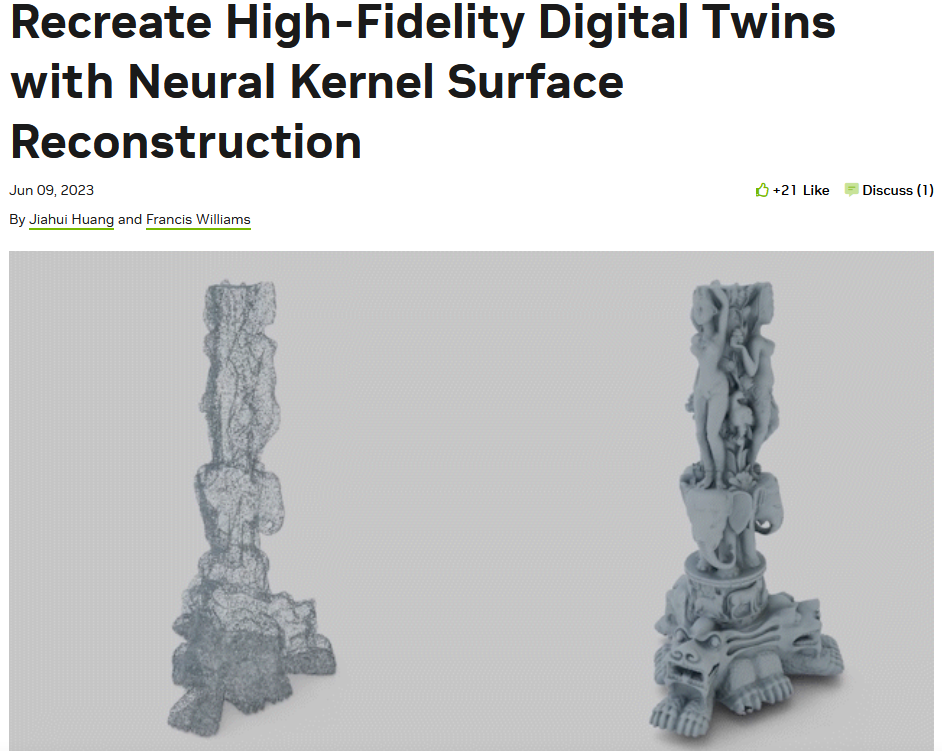 Recreate High-Fidelity Digital Twins
with Neural Kernel Surface
Reconstruction
Jun 09, 2023
+21 Like
Discuss (1)
By Jiahui Huang and Francis Williams